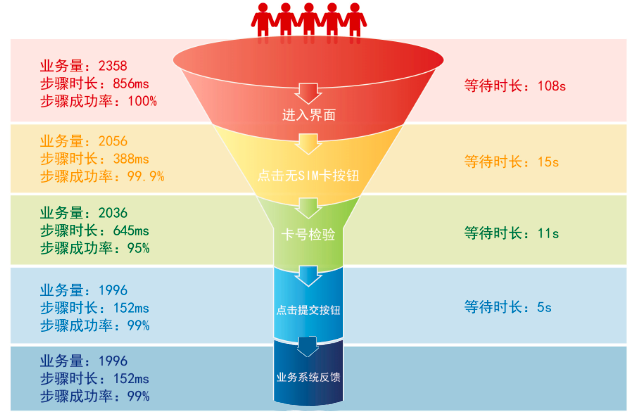 业务量：2358
步骤时长：856ms
步骤成功率：100%
进入界面
等待时长：108s
业务量：2056
步骤时长：388ms
步骤成功率：99.9%
点击无SIM卡按钮
等待时长：15s
业务量：2036
步骤时长：645ms
步骤成功率：95%
卡号检验
等待时长：11s
业务量：1996
步骤时长：152ms
步骤成功率：99%
点击提交按钮
等待时长：5s
业务量：1996
步骤时长：152ms
步骤成功率：99%
业务系统反馈